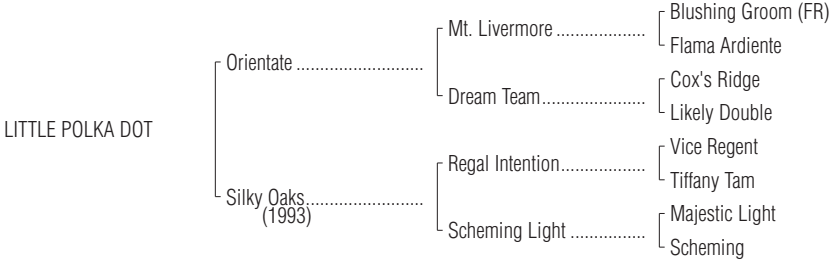 Blushing Groom (FR)
Mt. Livermore ....................
Flama Ardiente
Orientate ...........................
Cox's Ridge
Dream Team.......................
Likely Double
LITTLE POLKA DOT
Vice Regent
Regal Intention...................
Tiffany Tam
Silky Oaks.........................
(1993)
Majestic Light
Scheming Light .................
Scheming